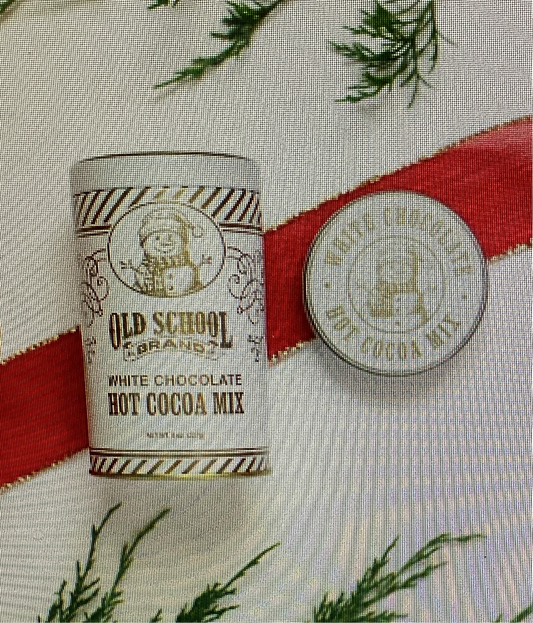 OLD SCHOOL
BRAND
WHITE CHOCOLATE
HOT COCOA MIX
WHITE CHOCOLATE
HOT COCOA MIX